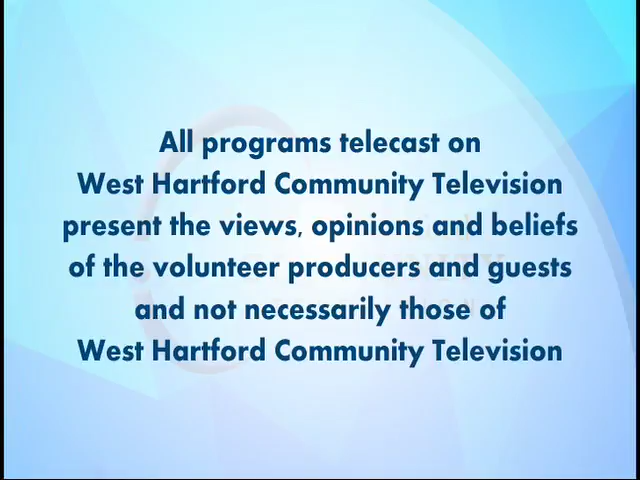 All programs telecast on
West Hartford Community Television
present the views, opinions and beliefs
of the volunteer producers and guests
and not necessarily those of
West Hartford Community Television